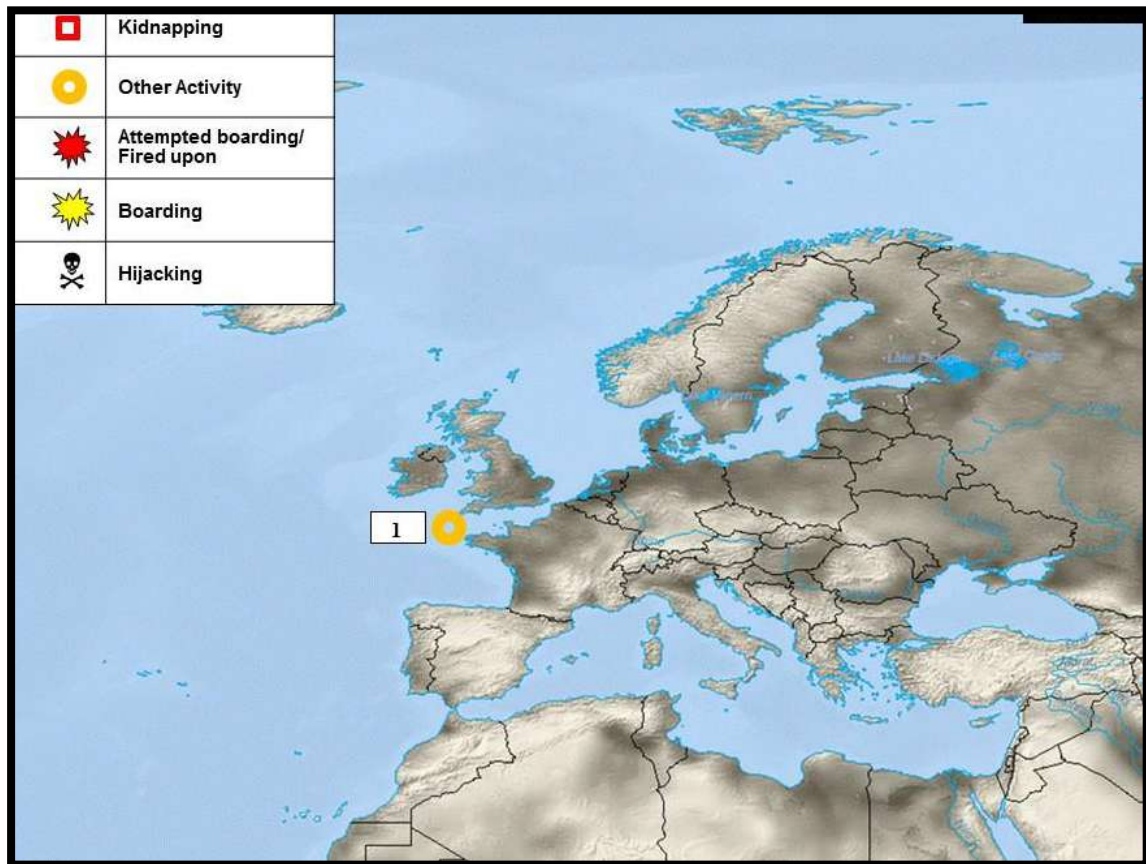 Kidnapping
Other Activity
Attempted boarding/
Fired upon
Boarding
Hijacking
1